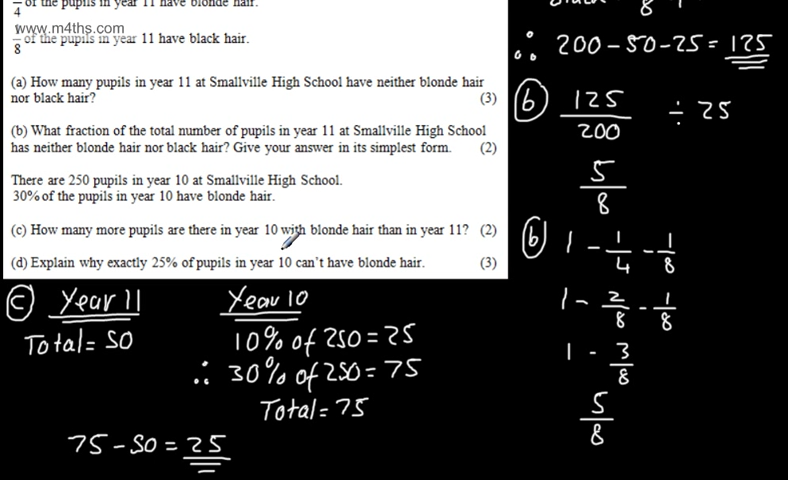 1/4 of the pupils in year 11 have blonde hair.
www.m4ths.com
1/8 of the pupils in year 11 have black hair.
(a) How many pupils in year 11 at Smallville High School have neither blonde hair
nor black hair? (3)
(b) What fraction of the total number of pupils in year 11 at Smallville High School
has neither blonde hair nor black hair? Give your answer in its simplest form. (2)
There are 250 pupils in year 10 at Smallville High School.
30% of the pupils in year 10 have blonde hair.
(c) How many more pupils are there in year 10 with blonde hair than in year 11? (2)
(d) Explain why exactly 25% of pupils in year 10 can't have blonde hair. (3)
∴ 200 - 50 - 25 = 125
(b) 125/200 ÷ 25
5/8
(b) 1 - 1/4 - 1/8
1 - 2/8 - 1/8
1 - 3/8
5/8
(c) Year 11
Total = 50
Year 10
10% of 250 = 25
∴ 30% of 250 = 75
Total = 75
75 - 50 = 25